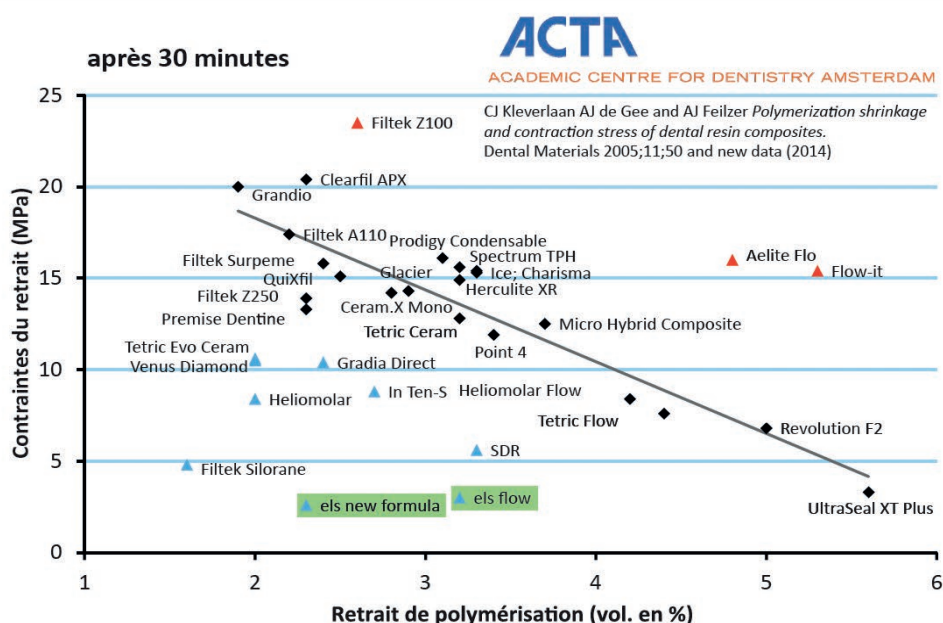 après 30 minutes
ACTA
ACADEMIC CENTRE FOR DENTISTRY AMSTERDAM
CJ Kleverlaan AJ de Gee and AJ Feilzer Polymerization shrinkage
and contraction stress of dental resin composites.
Dental Materials 2005;11;50 and new data (2014)
Contraintes du retrait (MPa)
25
20
15
10
5
0
Filtek Z100
Clearfil APX
Grandio
Filtek A110
Prodigy Condensable
Spectrum TPH
Filtek Surpeme
Glacier
Ice; Charisma
QuiXfil
Herculite XR
Aelite Flo
Flow-it
Filtek Z250
Ceram.X Mono
Premise Dentine
Tetric Ceram
Micro Hybrid Composite
Point 4
Tetric Evo Ceram
Venus Diamond
Gradia Direct
Heliomolar
In Ten-S
Heliomolar Flow
Tetric Flow
Revolution F2
SDR
Filtek Silorane
els new formula
els flow
UltraSeal XT Plus
1 2 3 4 5 6
Retrait de polymérisation (vol. en %)